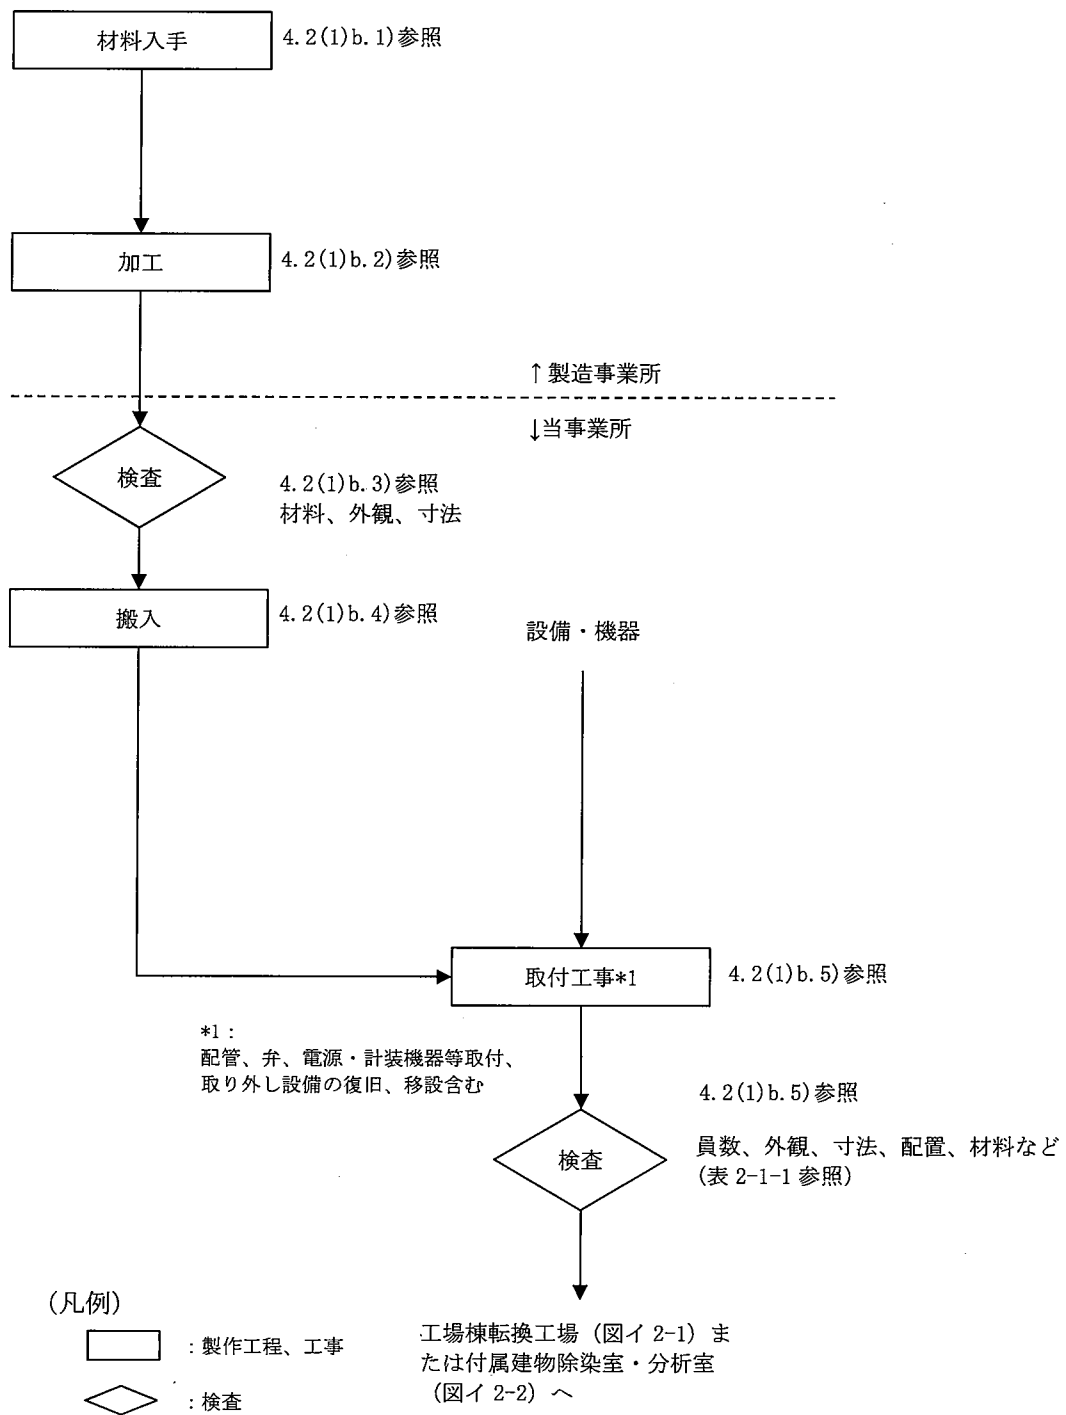 材料入手
4.2(1)b.1)参照
加工
4.2(1)b.2)参照
↑製造事業所
↓当事業所
検査
4.2(1)b.3)参照
材料、外観、寸法
搬入
4.2(1)b.4)参照
設備・機器
取付工事*1
4.2(1)b.5)参照
*1：
配管、弁、電源・計装機器等取付、
取り外し設備の復旧、移設含む
4.2(1)b.5)参照
検査
員数、外観、寸法、配置、材料など
(表 2-1-1 参照)
(凡例)
：製作工程、工事
：検査
工場棟転換工場（図イ 2-1）ま
たは付属建物除染室・分析室
（図イ 2-2）へ